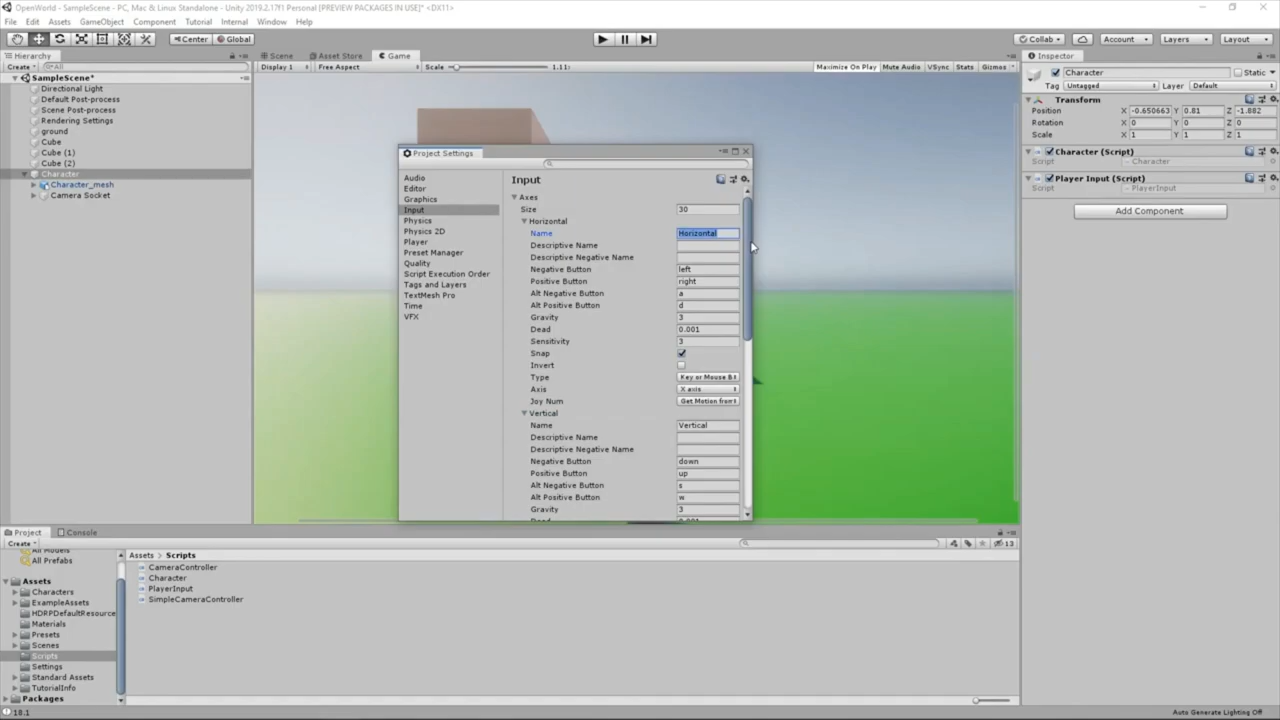 OpenWorld - SampleScene - PC, Mac & Linux Standalone - Unity 2019.2.17f1 Personal [PREVIEW PACKAGES IN USE]* <DX11>
File Edit Assets GameObject Component Tutorial Internal Window Help
Center Global
Collab Account Layers Layout
Hierarchy
Create All
SampleScene*
Directional Light
Default Post-process
Scene Post-process
Rendering Settings
ground
Cube
Cube (1)
Cube (2)
Character
Character_mesh
Camera Socket
Scene Asset Store Game
Display 1 Free Aspect Scale 1.11x Maximize On Play Mute Audio VSync Stats Gizmos
Project Settings
Audio
Editor
Graphics
Input
Physics
Physics 2D
Player
Preset Manager
Quality
Script Execution Order
Tags and Layers
TextMesh Pro
Time
VFX
Input
Axes
Size 30
Horizontal
Name Horizontal
Descriptive Name
Descriptive Negative Name
Negative Button left
Positive Button right
Alt Negative Button a
Alt Positive Button d
Gravity 3
Dead 0.001
Sensitivity 3
Snap
Invert
Type Key or Mouse B
Axis X axis
Joy Num Get Motion from
Vertical
Name Vertical
Descriptive Name
Descriptive Negative Name
Negative Button down
Positive Button up
Alt Negative Button s
Alt Positive Button w
Gravity 3
Dead 0.001
Inspector
Character Static
Tag Untagged Layer Default
Transform
Position X -0.650663 Y 0.81 Z -1.882
Rotation X 0 Y 0 Z 0
Scale X 1 Y 1 Z 1
Character (Script)
Script Character
Player Input (Script)
Script PlayerInput
Add Component
Project Console
Create 13
All Models
All Prefabs
Assets
Characters
ExampleAssets
HDRPDefaultResource
Materials
Presets
Scenes
Scripts
Settings
Standard Assets
TutorialInfo
Packages
Assets > Scripts
CameraController
Character
PlayerInput
SimpleCameraController
18.1
Auto Generate Lighting Off